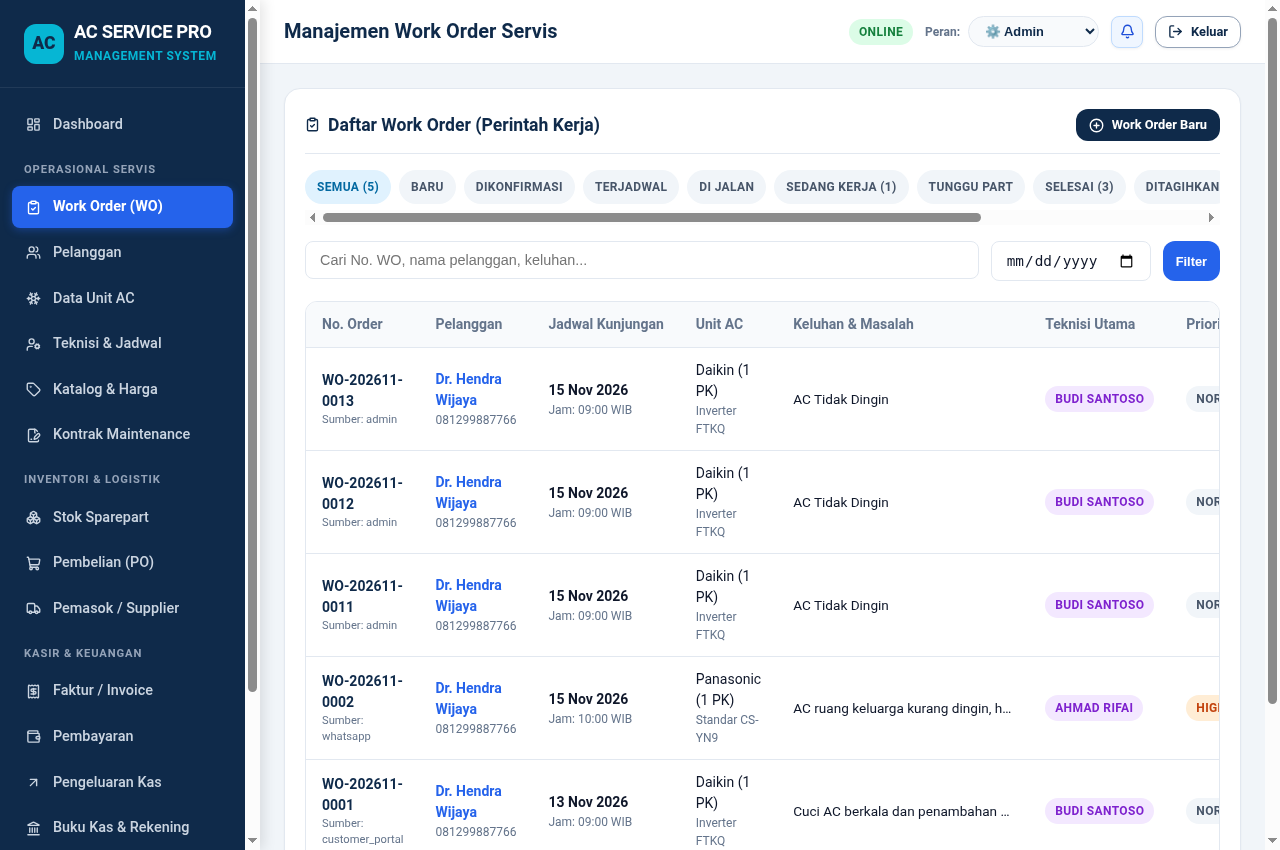 AC
AC SERVICE PRO
MANAGEMENT SYSTEM
Dashboard
OPERASIONAL SERVIS
Work Order (WO)
Pelanggan
Data Unit AC
Teknisi & Jadwal
Katalog & Harga
Kontrak Maintenance
INVENTORI & LOGISTIK
Stok Sparepart
Pembelian (PO)
Pemasok / Supplier
KASIR & KEUANGAN
Faktur / Invoice
Pembayaran
Pengeluaran Kas
Buku Kas & Rekening
Manajemen Work Order Servis
ONLINE
Peran:
Admin
Keluar
Daftar Work Order (Perintah Kerja)
Work Order Baru
SEMUA (5)
BARU
DIKONFIRMASI
TERJADWAL
DI JALAN
SEDANG KERJA (1)
TUNGGU PART
SELESAI (3)
DITAGIHKAN
Cari No. WO, nama pelanggan, keluhan...
mm/dd/yyyy
Filter
No. Order Pelanggan Jadwal Kunjungan Unit AC Keluhan & Masalah Teknisi Utama Priori
WO-202611-
0013
Sumber: admin
Dr. Hendra
Wijaya
081299887766
15 Nov 2026
Jam: 09:00 WIB
Daikin (1
PK)
Inverter
FTKQ
AC Tidak Dingin
BUDI SANTOSO
NOR
WO-202611-
0012
Sumber: admin
Dr. Hendra
Wijaya
081299887766
15 Nov 2026
Jam: 09:00 WIB
Daikin (1
PK)
Inverter
FTKQ
AC Tidak Dingin
BUDI SANTOSO
NOR
WO-202611-
0011
Sumber: admin
Dr. Hendra
Wijaya
081299887766
15 Nov 2026
Jam: 09:00 WIB
Daikin (1
PK)
Inverter
FTKQ
AC Tidak Dingin
BUDI SANTOSO
NOR
WO-202611-
0002
Sumber:
whatsapp
Dr. Hendra
Wijaya
081299887766
15 Nov 2026
Jam: 10:00 WIB
Panasonic
(1 PK)
Standar CS-
YN9
AC ruang keluarga kurang dingin, h...
AHMAD RIFAI
HIG
WO-202611-
0001
Sumber:
customer_portal
Dr. Hendra
Wijaya
081299887766
13 Nov 2026
Jam: 09:00 WIB
Daikin (1
PK)
Inverter
FTKQ
Cuci AC berkala dan penambahan ...
BUDI SANTOSO
NOR